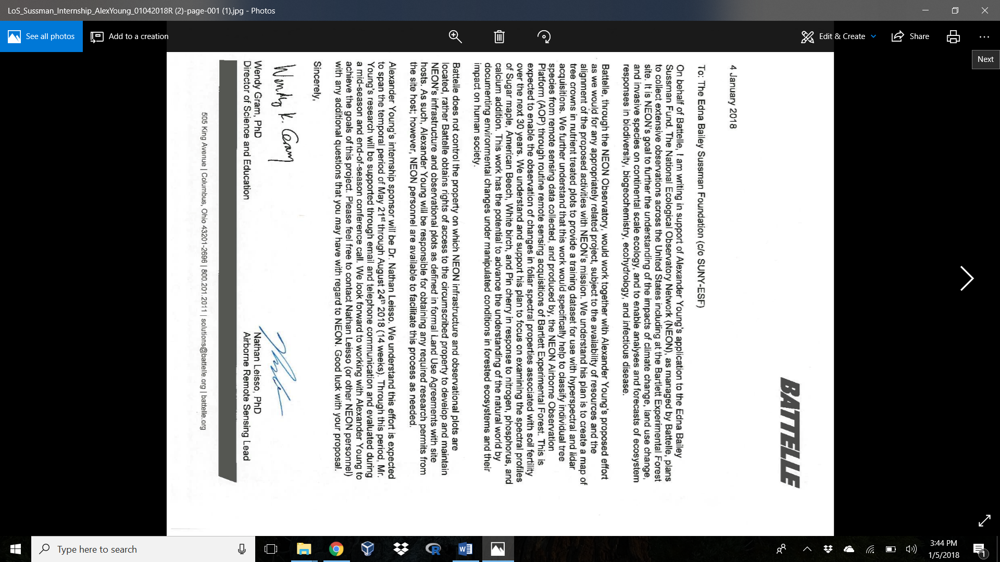 LoS_Sussman_Internship_AlexYoung_01042018R (2)-page-001 (1).jpg - Photos
See all photos
Add to a creation
Edit & Create
Share
Next
BATTELLE
4 January 2018
To: The Edna Bailey Sussman Foundation (c/o SUNY-ESF)
On behalf of Battelle, I am writing in support of Alexander Young's application to the Edna Bailey
Sussman Fund. The National Ecological Observatory Network (NEON), as managed by Battelle, plans
to collect extensive observations across the United States including at the Bartlett Experimental Forest
site. It is NEON's goal to further the understanding of the impacts of climate change, land use change,
and invasive species on continental scale ecology, and to enable analyses and forecasts of ecosystem
responses in biodiversity, biogeochemistry, ecohydrology, and infectious disease.
Battelle, through the NEON Observatory, would work together with Alexander Young's proposed effort
as we would for any appropriately related project, subject to the availability of resources and the
alignment of the proposed activities with NEON's mission. We understand his plan is to create a map of
tree crowns in nutrient treated plots to provide a training dataset for use with hyperspectral and lidar
acquisitions. We further understand that this work would specifically help to classify individual tree
species from remote sensing data collected, and produced by, the NEON Airborne Observation
Platform (AOP) through routine remote sensing acquisitions of Bartlett Experimental Forest. This is
expected to enable the observation of changes in foliar spectral properties associated with soil fertility
over the next 30 years. We understand and support his plan to focus on examining the spectral profiles
of Sugar maple, American Beech, White birch, and Pin cherry in response to nitrogen, phosphorus, and
calcium addition. This work has the potential to advance the understanding of the natural world by
documenting environmental changes under manipulated conditions in forested ecosystems and their
impact on human society.
Battelle does not control the property on which NEON infrastructure and observational plots are
located, rather Battelle obtains rights of access to the circumscribed property to develop and maintain
NEON's infrastructure and observational plots as defined in formal Land Use Agreements with site
hosts. As such, Alexander Young will be responsible for obtaining any required research permits from
the site host; however, NEON personnel are available to facilitate this process as needed.
Alexander Young's internship sponsor will be Dr. Nathan Leisso. We understand this effort is expected
to span the temporal period of May 21st through August 24th 2018 (14 weeks). Through this period, Mr.
Young's research will be supported through email and telephone communication and evaluated during
a mid-season and end-of-season conference call. We look forward to working with Alexander Young to
achieve the goals of this project. Please feel free to contact Nathan Leisso (or other NEON personnel)
with any additional questions that you may have with regard to NEON. Good luck with your proposal.
Sincerely,
Wendy K. Gram
Wendy Gram, PhD
Director of Science and Education
Nathan Leisso, PhD
Airborne Remote Sensing Lead
505 King Avenue | Columbus, Ohio 43201-2696 | 800.201.2011 | solutions@battelle.org | battelle.org
Type here to search
3:44 PM
1/5/2018
1